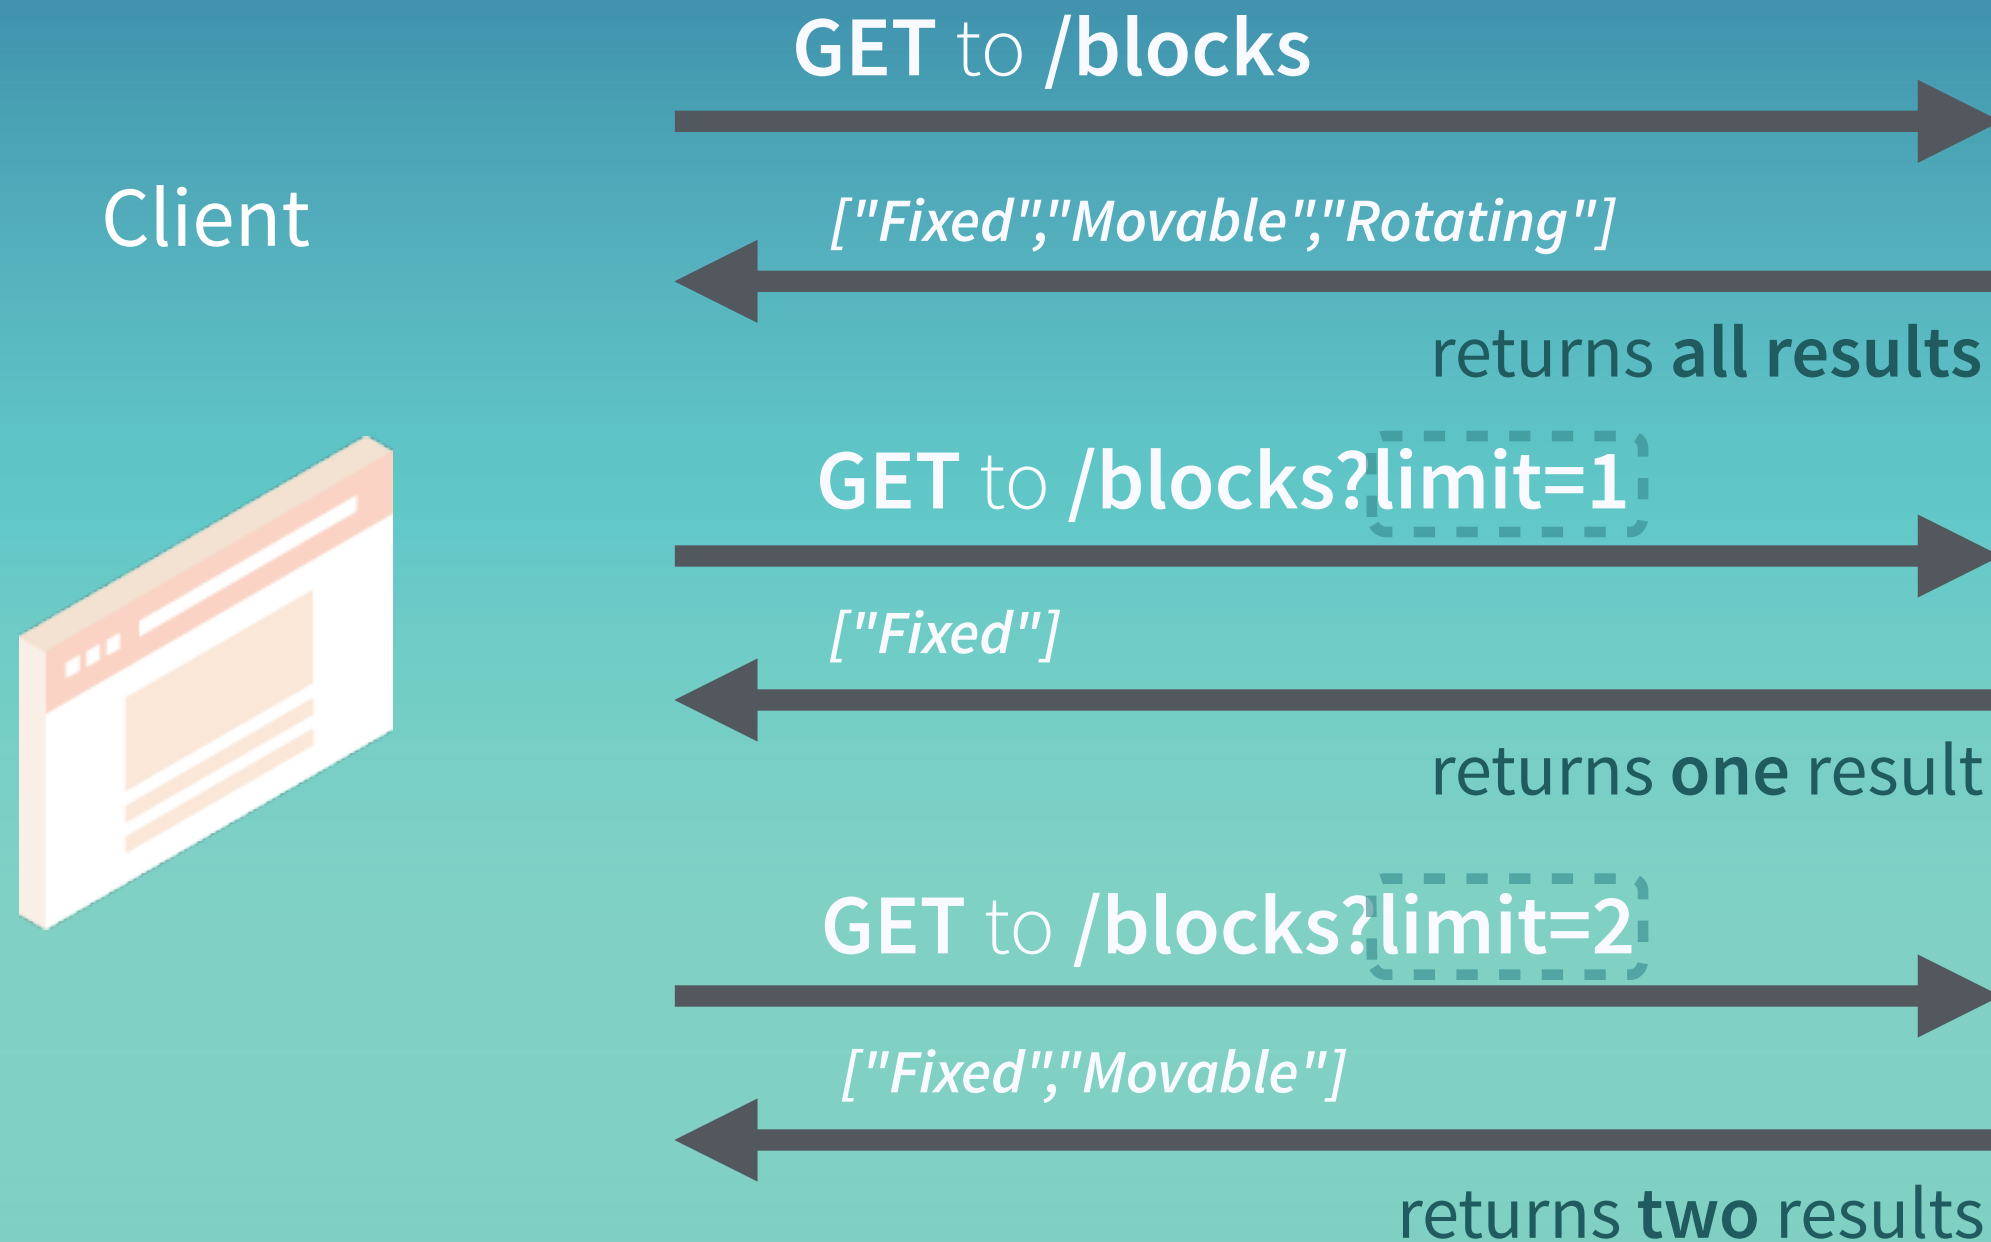 GET to /blocks
Client
["Fixed","Movable","Rotating"]
returns all results
GET to /blocks?limit=1
["Fixed"]
returns one result
GET to /blocks?limit=2
["Fixed","Movable"]
returns two results